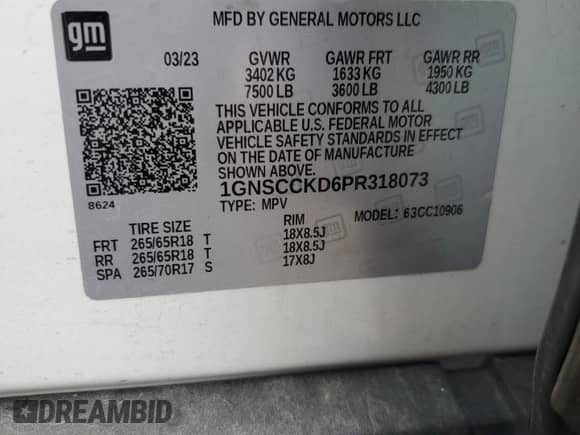 gm
MFD BY GENERAL MOTORS LLC
03/23 GVWR GAWR FRT GAWR RR
3402 KG 1633 KG 1950 KG
7500 LB 3600 LB 4300 LB
THIS VEHICLE CONFORMS TO ALL
APPLICABLE U.S. FEDERAL MOTOR
VEHICLE SAFETY STANDARDS IN EFFECT
ON THE DATE OF MANUFACTURE
SHOWN ABOVE.
8624
1GNSCCKD6PR318073
TYPE: MPV MODEL: 63CC10906
TIRE SIZE RIM
FRT 265/65R18 T 18X8.5J
RR 265/65R18 T 18X8.5J
SPA 265/70R17 S 17X8J
DREAMBID